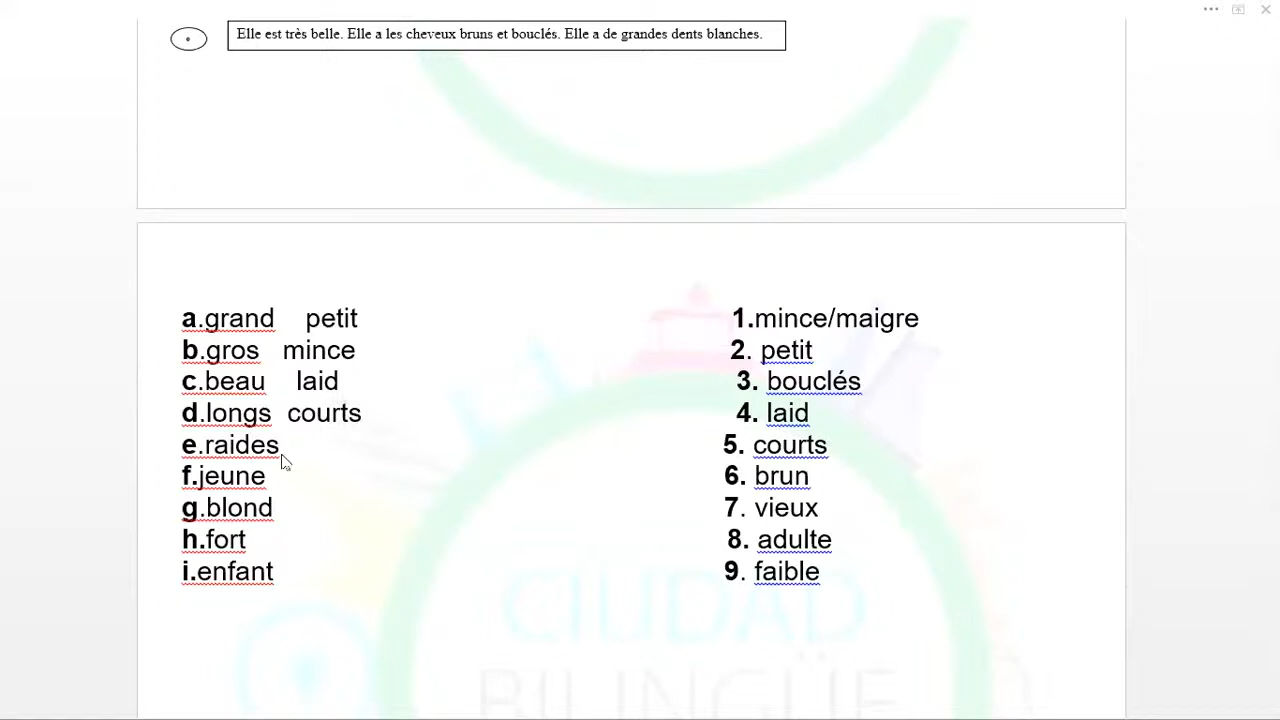 Elle est très belle. Elle a les cheveux bruns et bouclés. Elle a de grandes dents blanches.
a.grand petit 1.mince/maigre
b.gros mince 2. petit
c.beau laid 3. bouclés
d.longs courts 4. laid
e.raides 5. courts
f.jeune 6. brun
g.blond 7. vieux
h.fort 8. adulte
i.enfant 9. faible
CIUDAD
BILINGÜE